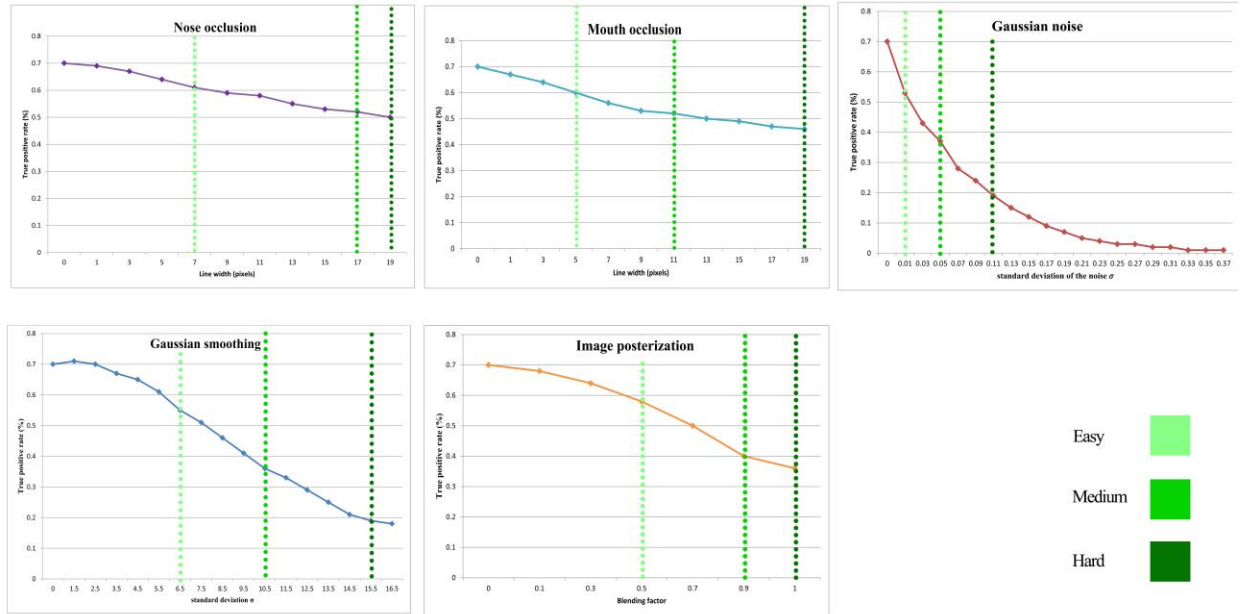 Nose occlusion
0.8
0.7
0.6
0.5
0.4
0.3
0.2
0.1
0
True positive rate (%)
0 1 3 5 7 9 11 13 15 17 19
Line width (pixels)
Mouth occlusion
0.8
0.7
0.6
0.5
0.4
0.3
0.2
0.1
0
True positive rate (%)
0 1 3 5 7 9 11 13 15 17 19
Line width (pixels)
Gaussian noise
0.8
0.7
0.6
0.5
0.4
0.3
0.2
0.1
0
True positive rate (%)
0 0.01 0.03 0.05 0.07 0.09 0.11 0.13 0.15 0.17 0.19 0.21 0.23 0.25 0.27 0.29 0.31 0.33 0.35 0.37
standard deviation of the noise σ
Gaussian smoothing
0.8
0.7
0.6
0.5
0.4
0.3
0.2
0.1
0
True positive rate (%)
0 1.5 2.5 3.5 4.5 5.5 6.5 7.5 8.5 9.5 10.5 11.5 12.5 13.5 14.5 15.5 16.5
standard deviation σ
Image posterization
0.8
0.7
0.6
0.5
0.4
0.3
0.2
0.1
0
True positive rate (%)
0 0.1 0.3 0.5 0.7 0.9 1
Blending factor
Easy
Medium
Hard